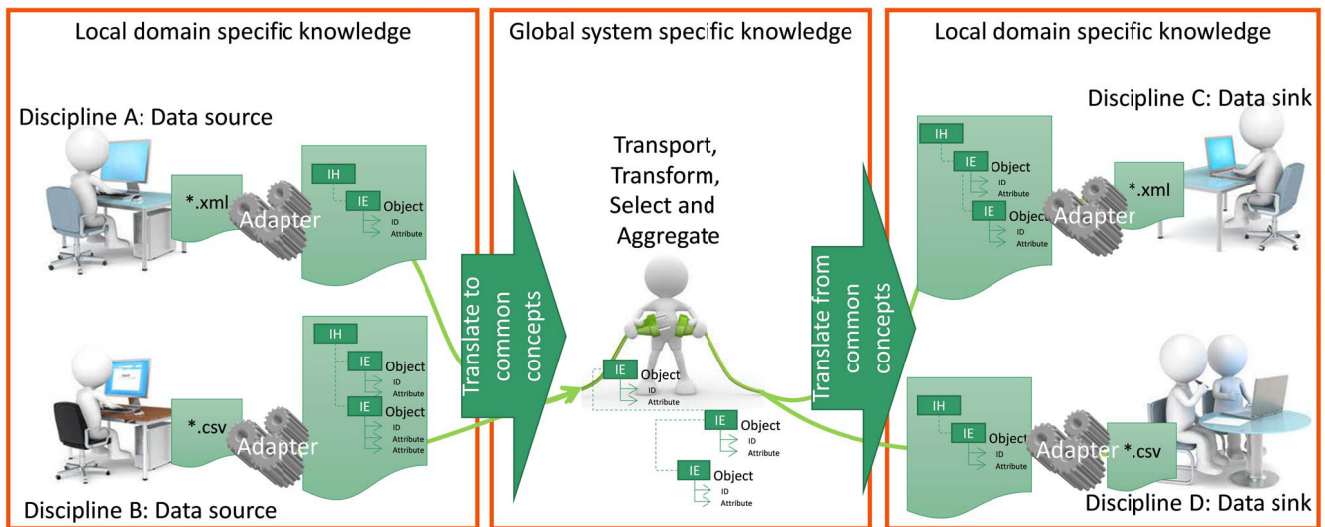 Local domain specific knowledge
Discipline A: Data source
*.xml
Adapter
IH
IE
Object
ID
Attribute
*.csv
Adapter
IH
IE
Object
ID
Attribute
IE
Object
ID
Attribute
Attribute
Discipline B: Data source
Translate to
common
concepts
Global system specific knowledge
Transport,
Transform,
Select and
Aggregate
IE
Object
ID
Attribute
IE
Object
ID
Attribute
IE
Object
ID
Attribute
Translate from
common
concepts
Local domain specific knowledge
Discipline C: Data sink
IH
IE
Object
ID
Attribute
IE
Object
ID
Attribute
Adapter
*.xml
IH
IE
Object
ID
Attribute
Adapter
*.csv
Discipline D: Data sink